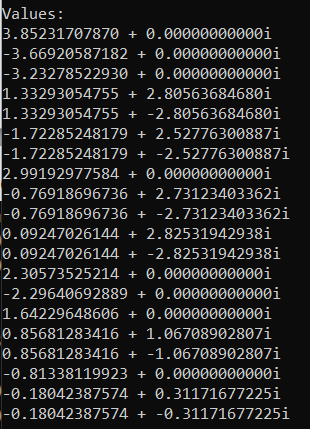 Values:
3.85231707870 + 0.00000000000i
-3.66920587182 + 0.00000000000i
-3.23278522930 + 0.00000000000i
1.33293054755 + 2.80563684680i
1.33293054755 + -2.80563684680i
-1.72285248179 + 2.52776300887i
-1.72285248179 + -2.52776300887i
2.99192977584 + 0.00000000000i
-0.76918696736 + 2.73123403362i
-0.76918696736 + -2.73123403362i
0.09247026144 + 2.82531942938i
0.09247026144 + -2.82531942938i
2.30573525214 + 0.00000000000i
-2.29640692889 + 0.00000000000i
1.64229648606 + 0.00000000000i
0.85681283416 + 1.06708902807i
0.85681283416 + -1.06708902807i
-0.81338119923 + 0.00000000000i
-0.18042387574 + 0.31171677225i
-0.18042387574 + -0.31171677225i